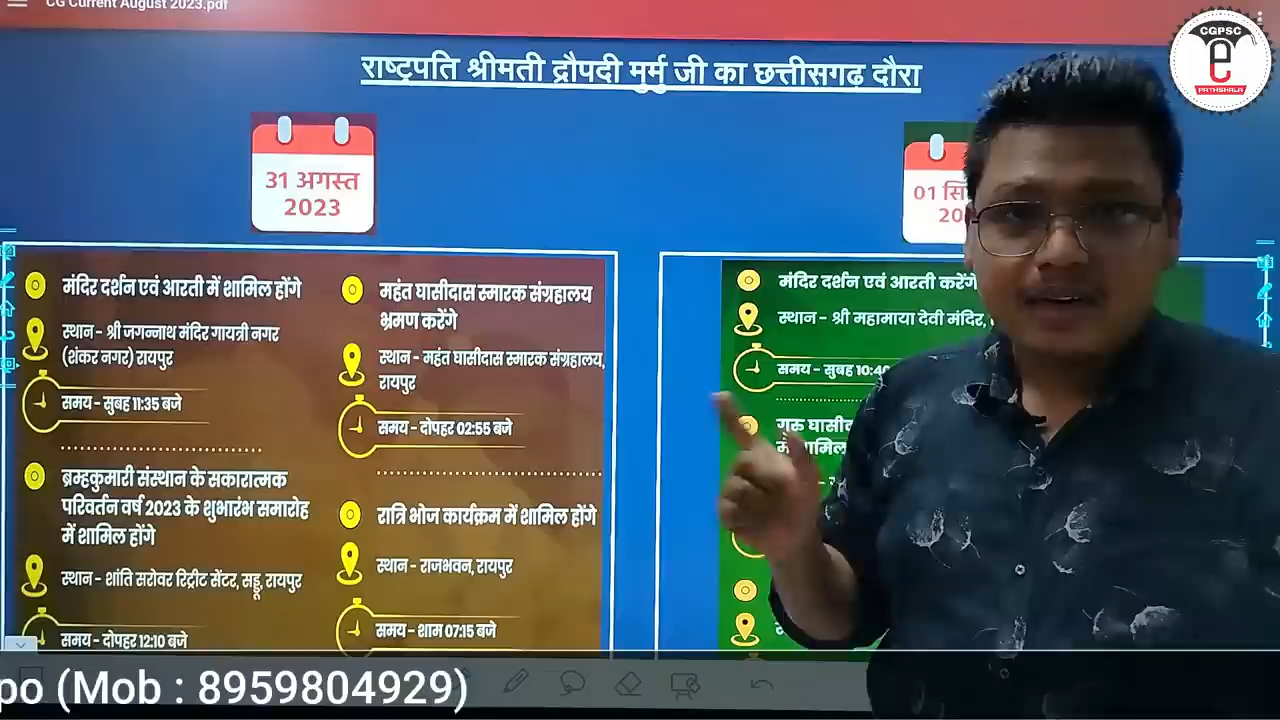 CG Current August 2023.pdf
CGPSC
e
PATHSHALA
राष्ट्रपति श्रीमती द्रौपदी मुर्मु जी का छत्तीसगढ़ दौरा
31 अगस्त
2023
मंदिर दर्शन एवं आरती में शामिल होंगे
स्थान - श्री जगन्नाथ मंदिर गायत्री नगर
(शंकर नगर) रायपुर
समय - सुबह 11:35 बजे
ब्रम्हकुमारी संस्थान के सकारात्मक
परिवर्तन वर्ष 2023 के शुभारंभ समारोह
में शामिल होंगे
स्थान - शांति सरोवर रिट्रीट सेंटर, सड्डू, रायपुर
समय - दोपहर 12:10 बजे
महंत घासीदास स्मारक संग्रहालय
भ्रमण करेंगे
स्थान - महंत घासीदास स्मारक संग्रहालय,
रायपुर
समय - दोपहर 02:55 बजे
रात्रि भोज कार्यक्रम में शामिल होंगे
स्थान - राजभवन, रायपुर
समय - शाम 07:15 बजे
01
20
मंदिर दर्शन एवं आरती करेंगे
स्थान - श्री महामाया देवी मंदिर,
समय - सुबह 10:40
गुरु
में शामिल
po (Mob : 8959804929)